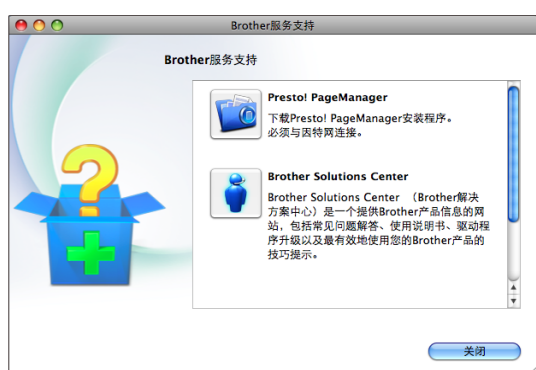 Brother服务支持
Brother服务支持
Presto! PageManager
下载Presto! PageManager安装程序。
必须与因特网连接。
Brother Solutions Center
Brother Solutions Center （Brother解决
方案中心）是一个提供Brother产品信息的网
站，包括常见问题解答、使用说明书、驱动程
序升级以及最有效地使用您的Brother产品的
技巧提示。
关闭